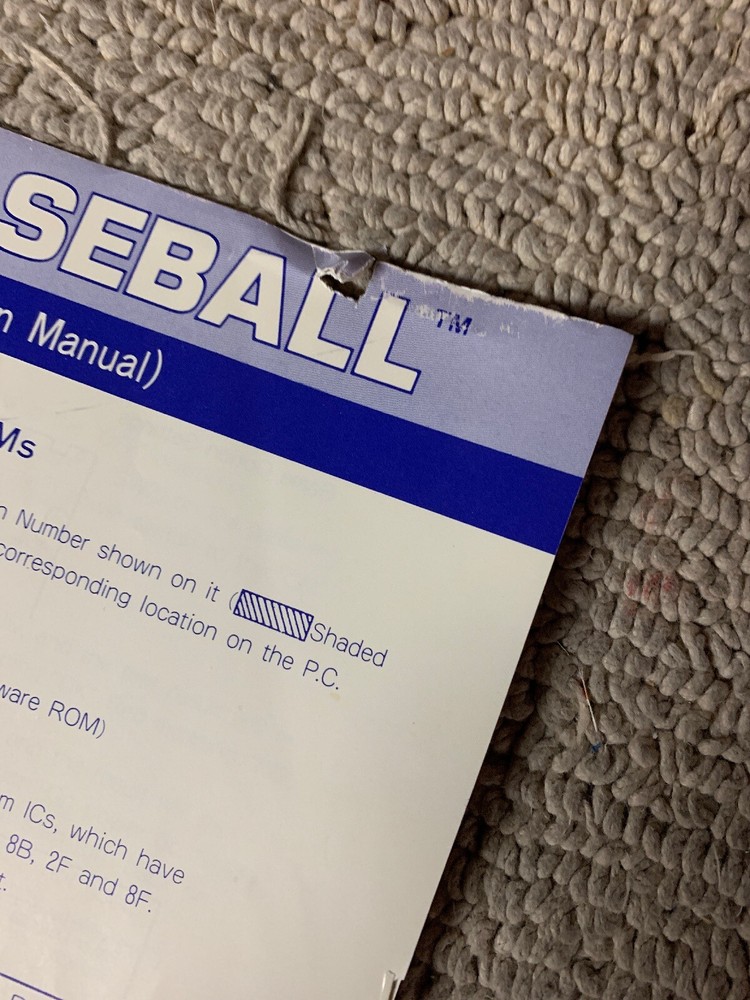 SEBALL™
n Manual)
Ms
n Number shown on it (Shaded
corresponding location on the P.C.
ware ROM)
m ICs, which have
8B, 2F and 8F.
t.